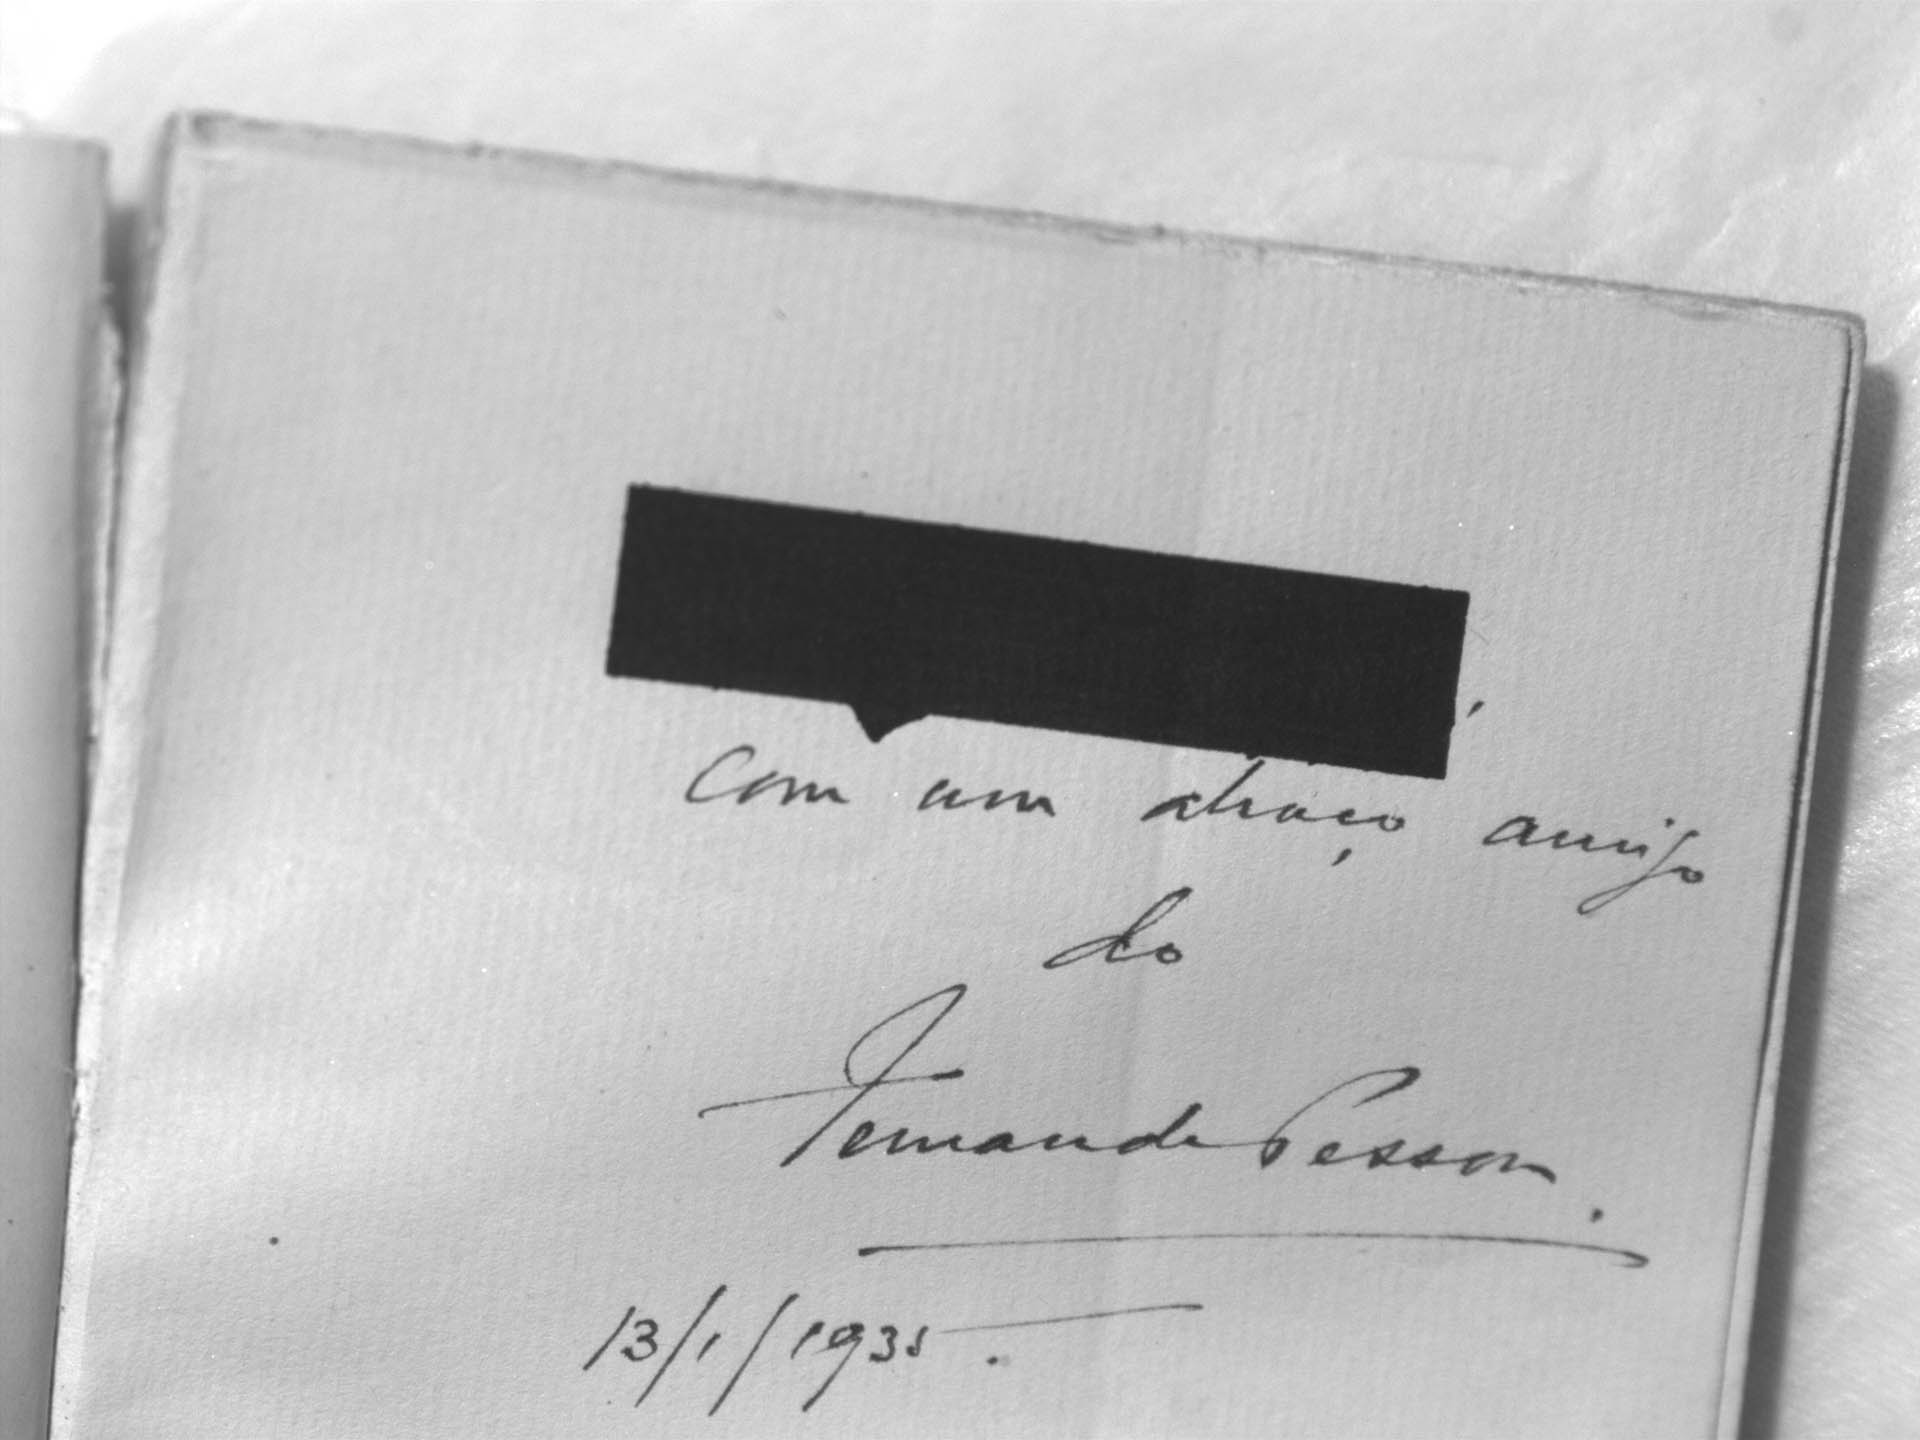 ,
com um abraço amigo
do
Fernando Pessoa.
13/1/1935.